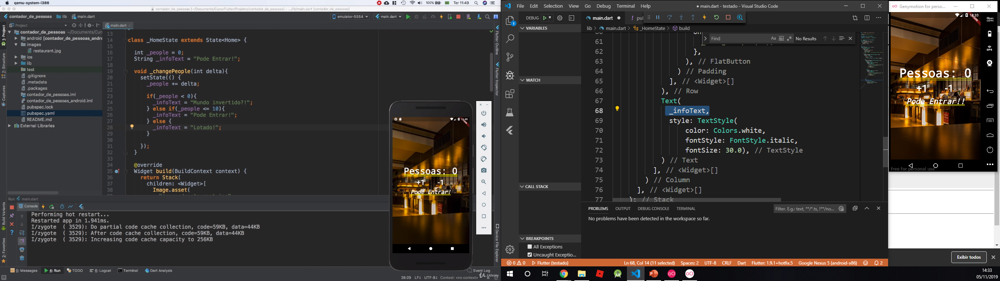 qemu-system-i386
100%
Ter 11:49
contador_de_pessoas [~/Documents/CursoFlutter/Projetos/contador_de_pessoas] - .../lib/main.dart [contador_de_pessoas]
contador_de_pessoas
lib
main.dart
emulator-5554
main.dart
1: Project
Z: Structure
Captures
Build Variants
2: Favorites
Project
contador_de_pessoas ~/Documents/Cur
android [contador_de_pessoas_andro
images
restaurant.jpg
ios
lib
test
.gitignore
.metadata
.packages
contador_de_pessoas.iml
contador_de_pessoas_android.iml
pubspec.lock
pubspec.yaml
README.md
External Libraries
main.dart
13
14 class _HomeState extends State<Home> {
15
16 int _people = 0;
17 String _infoText = "Pode Entrar!";
18
19 void _changePeople(int delta){
20 setState(() {
21 _people += delta;
22
23 if(_people < 0){
24 _infoText = "Mundo invertido?!";
25 } else if(_people <= 10){
26 _infoText = "Pode Entrar!";
27 } else {
28 _infoText = "Lotado!";
29 }
30
31 });
32 }
33
34 @override
35 Widget build(BuildContext context) {
36 return Stack(
37 children: <Widget>[
38 Image.asset(
Flutter Outline
Flutter Inspector
Device File Explorer
Run main.dart
Console
Performing hot restart...
Restarted app in 1.941ms.
I/zygote ( 3529): Do partial code cache collection, code=59KB, data=44KB
I/zygote ( 3529): After code cache collection, code=59KB, data=44KB
I/zygote ( 3529): Increasing code cache capacity to 256KB
0: Messages
4: Run
TODO
6: Logcat
Terminal
Dart Analysis
Event Log
28:29 LF÷ UTF-8÷ Context: <no context>
Udemy
Pessoas: 0
+1 -1
Pode Entrar!
File Edit Selection View Go Debug Terminal Help
● main.dart - testado - Visual Studio Code
DEBUG
VARIABLES
WATCH
CALL STACK
BREAKPOINTS
All Exceptions
Uncaught Exceptio...
1
main.dart ●
! pul
lib > main.dart > _HomeState > build
Find
Aa
Abl
No Results
61
62 },
63 ), // FlatButton
64 ) // Padding
65 ], // <Widget>[]
66 ), // Row
67 Text(
68 _infoText,
69 style: TextStyle(
70 color: Colors.white,
71 fontStyle: FontStyle.italic,
72 fontSize: 30.0), // TextStyle
73 ) // Text
74 ], // <Widget>[]
75 ) // Column
76 ], // <Widget>[]
77 ); // Stack
PROBLEMS OUTPUT DEBUG CONSOLE TERMINAL
Filter. E.g.: text, **/*.ts, !**/no...
No problems have been detected in the workspace so far.
0 0 Flutter (testado)
Ln 68, Col 14 (11 selected) Spaces: 2 UTF-8 CRLF Dart Flutter: 1.9.1+hotfix.5 Google Nexus 5 (android-x86) 2
Genymotion for perso...
Open
GAPPS
GPS
Pessoas: 0
+1 -1
Pode Entrar!!
free for personal use
Exibir todos
14:33
05/11/2019